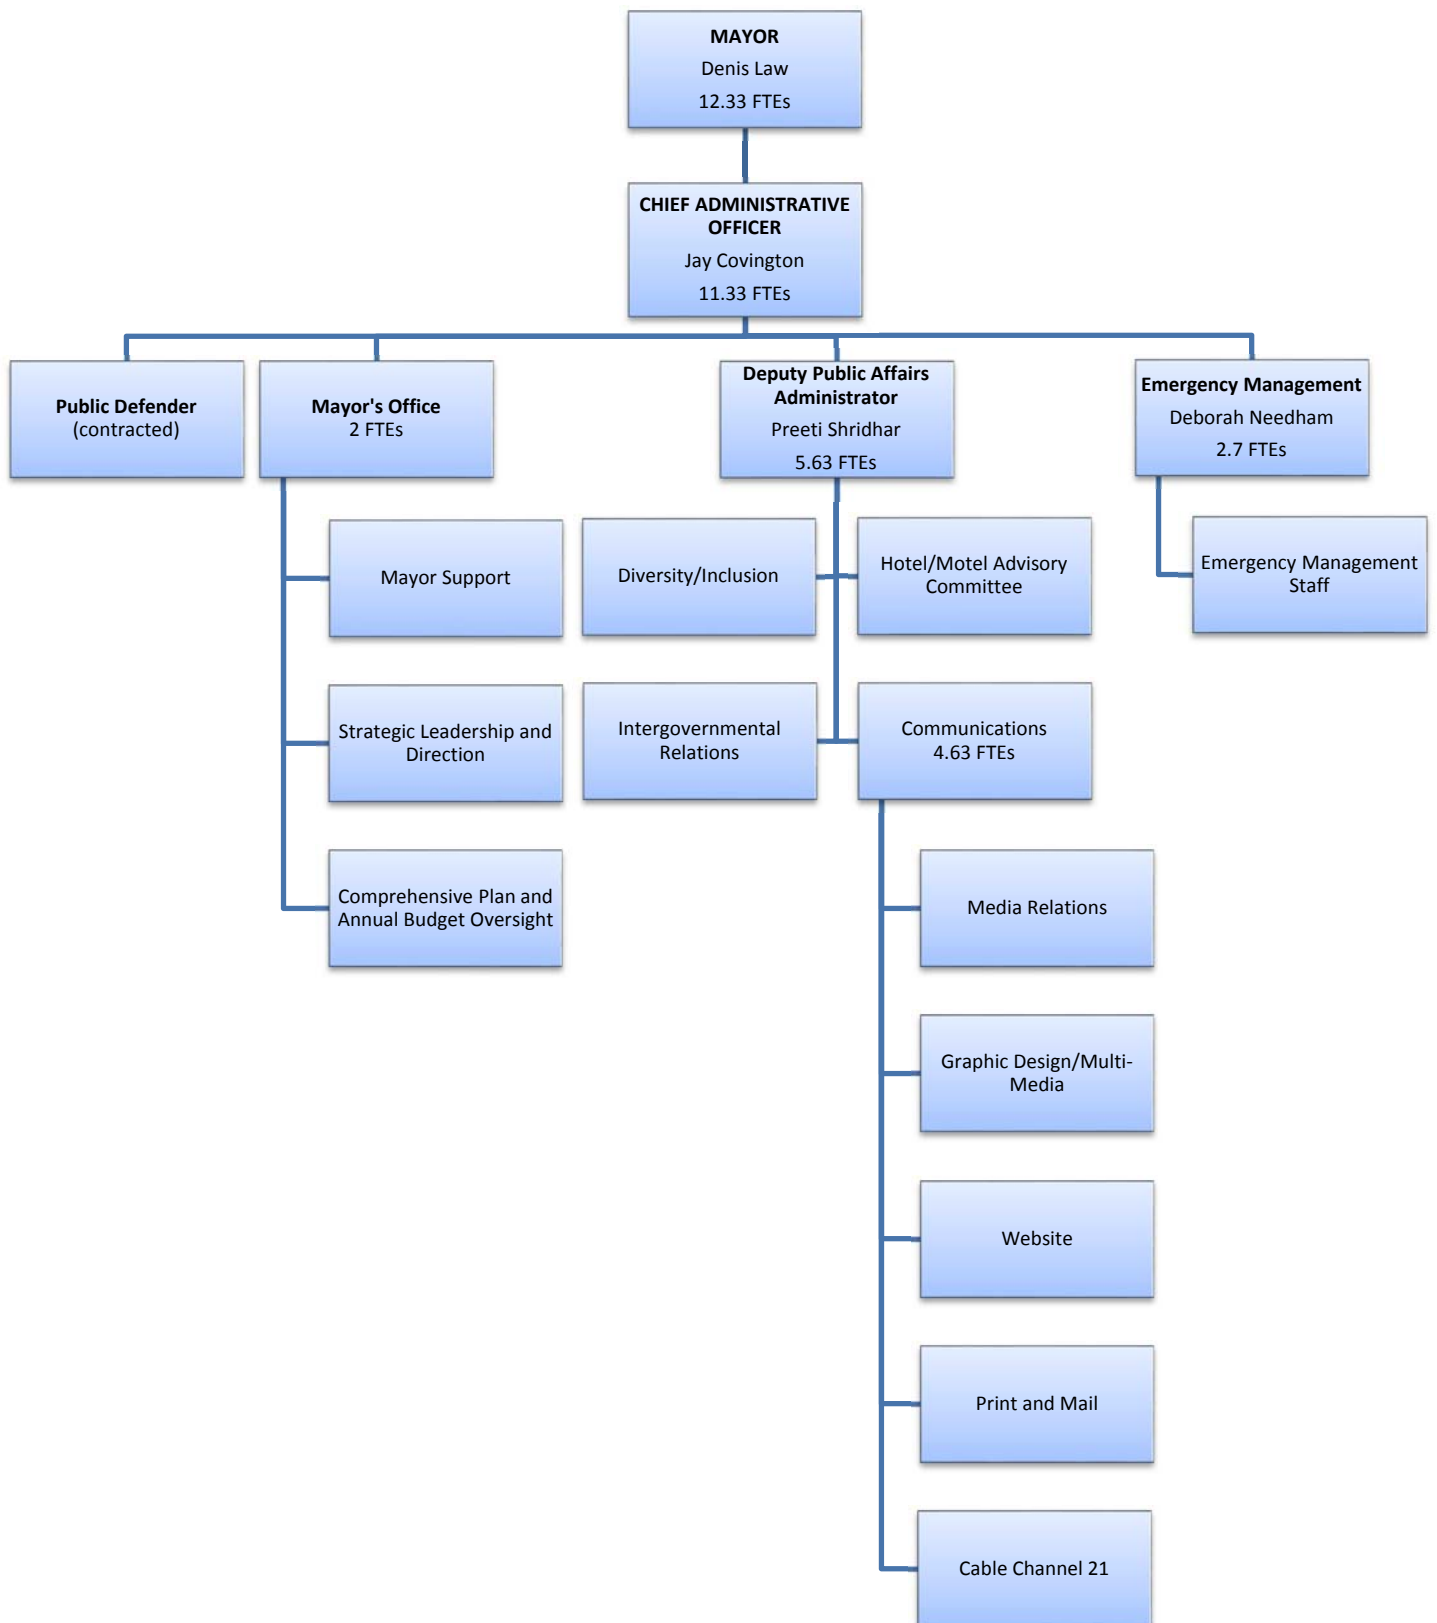 MAYOR
Denis Law
12.33 FTEs
CHIEF ADMINISTRATIVE
OFFICER
Jay Covington
11.33 FTEs
Public Defender
(contracted)
Mayor's Office
2 FTEs
Deputy Public Affairs
Administrator
Preeti Shridhar
5.63 FTEs
Emergency Management
Deborah Needham
2.7 FTEs
Mayor Support
Diversity/Inclusion
Hotel/Motel Advisory
Committee
Emergency Management
Staff
Strategic Leadership and
Direction
Intergovernmental
Relations
Communications
4.63 FTEs
Comprehensive Plan and
Annual Budget Oversight
Media Relations
Graphic Design/Multi-
Media
Website
Print and Mail
Cable Channel 21